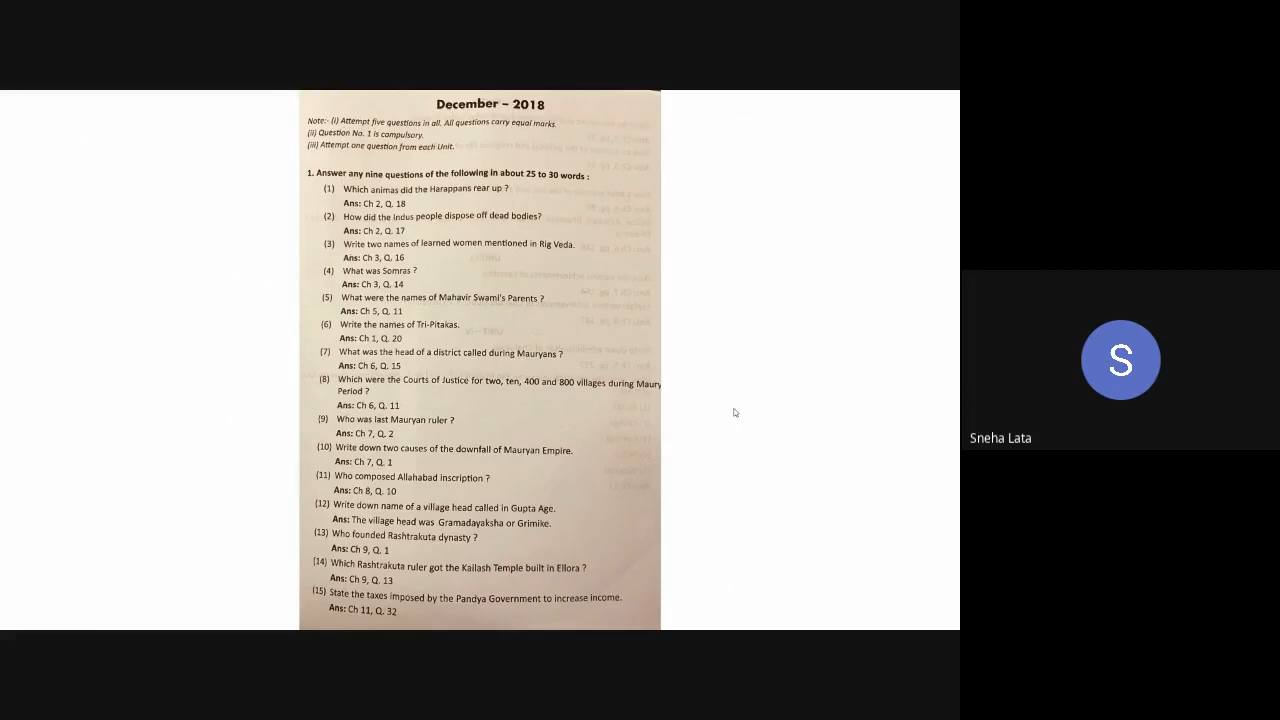 December – 2018
Note:- (i) Attempt five questions in all. All questions carry equal marks.
(ii) Question No. 1 is compulsory.
(iii) Attempt one question from each Unit.
1. Answer any nine questions of the following in about 25 to 30 words :
(1) Which animas did the Harappans rear up ?
Ans: Ch 2, Q. 18
(2) How did the Indus people dispose off dead bodies?
Ans: Ch 2, Q. 17
(3) Write two names of learned women mentioned in Rig Veda.
Ans: Ch 3, Q, 16
(4) What was Somras ?
Ans: Ch 3, Q. 14
(5) What were the names of Mahavir Swami's Parents ?
Ans: Ch 5, Q. 11
(6) Write the names of Tri-Pitakas.
Ans: Ch 1, Q. 20
(7) What was the head of a district called during Mauryans ?
Ans: Ch 6, Q. 15
(8) Which were the Courts of Justice for two, ten, 400 and 800 villages during Maury
Period ?
Ans: Ch 6, Q. 11
(9) Who was last Mauryan ruler ?
Ans: Ch 7, Q. 2
(10) Write down two causes of the downfall of Mauryan Empire.
Ans: Ch 7, Q. 1
(11) Who composed Allahabad inscription ?
Ans: Ch 8, Q. 10
(12) Write down name of a village head called in Gupta Age.
Ans: The village head was Gramadayaksha or Grimike.
(13) Who founded Rashtrakuta dynasty ?
Ans: Ch 9, Q. 1
(14) Which Rashtrakuta ruler got the Kailash Temple built in Ellora ?
Ans: Ch 9, Q. 13
(15) State the taxes imposed by the Pandya Government to increase income.
Ans: Ch 11, Q. 32
S
Sneha Lata